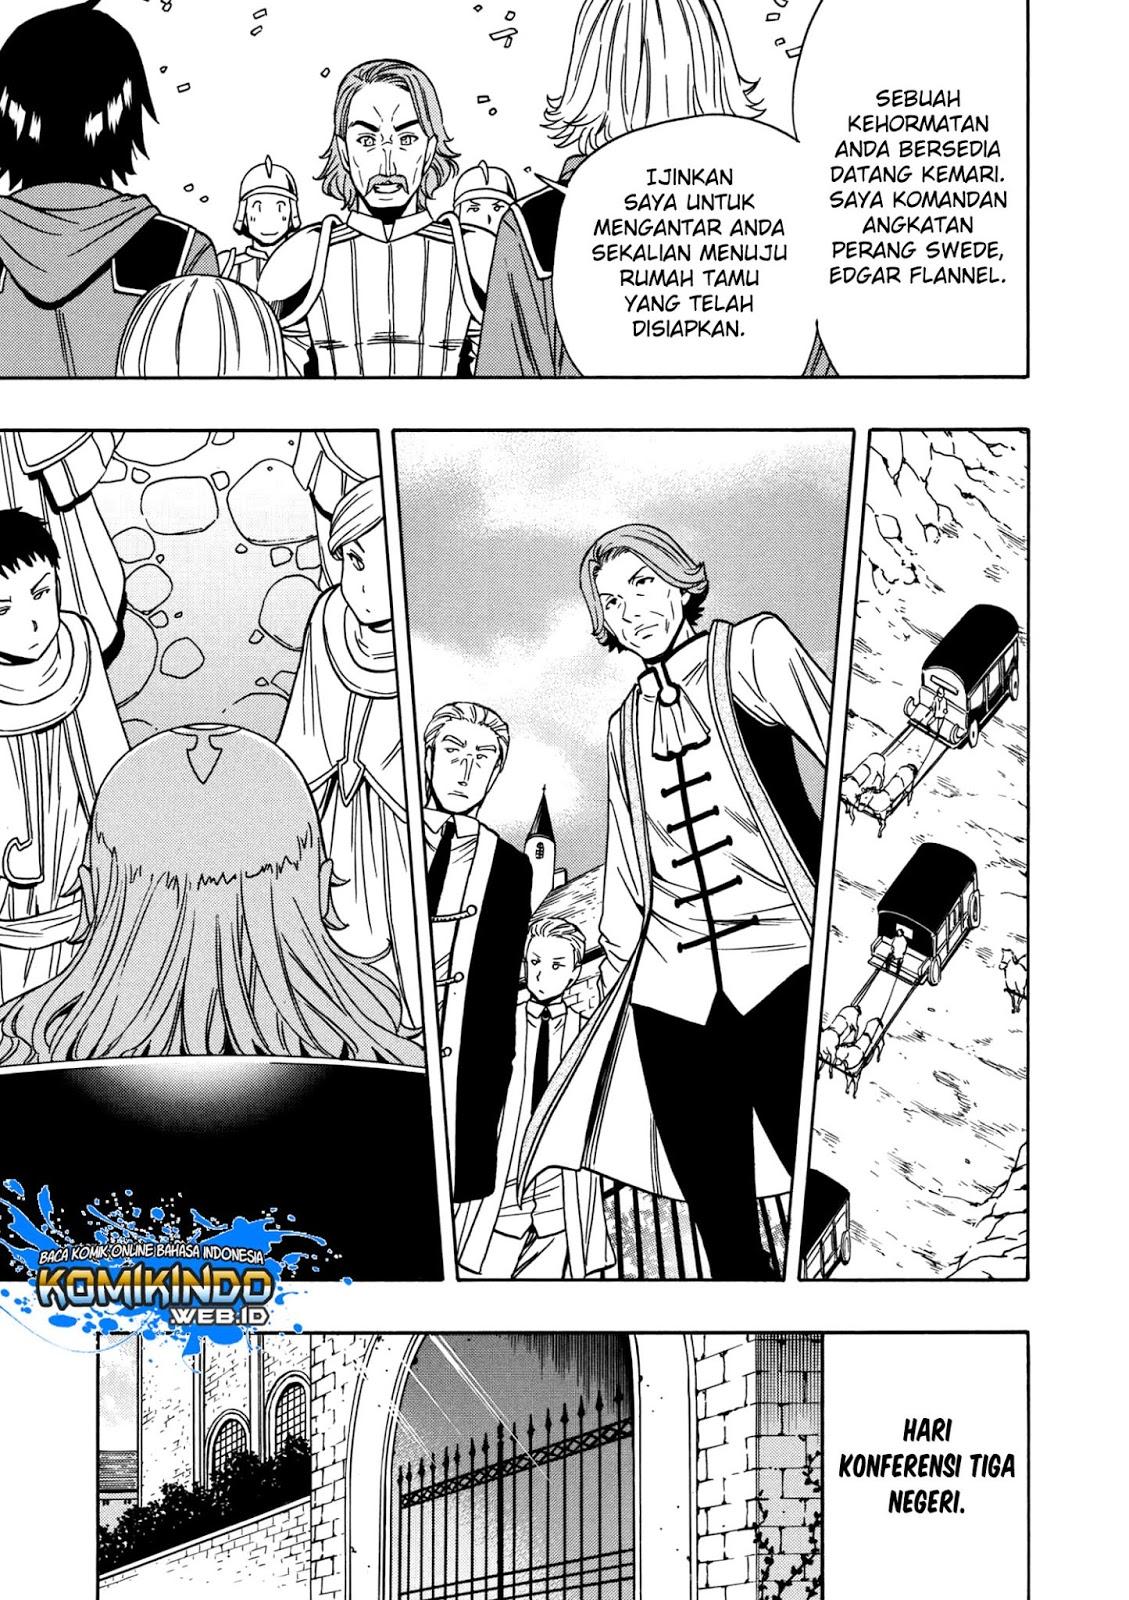 SEBUAH
KEHORMATAN
ANDA BERSEDIA
DATANG KEMARI.
SAYA KOMANDAN
ANGKATAN
PERANG SWEDE,
EDGAR FLANNEL.
IJINKAN
SAYA UNTUK
MENGANTAR ANDA
SEKALIAN MENUJU
RUMAH TAMU
YANG TELAH
DISIAPKAN.
BACA KOMIK ONLINE BAHASA INDONESIA
KOMIKINDO
.WEB.ID
HARI
KONFERENSI TIGA
NEGERI.